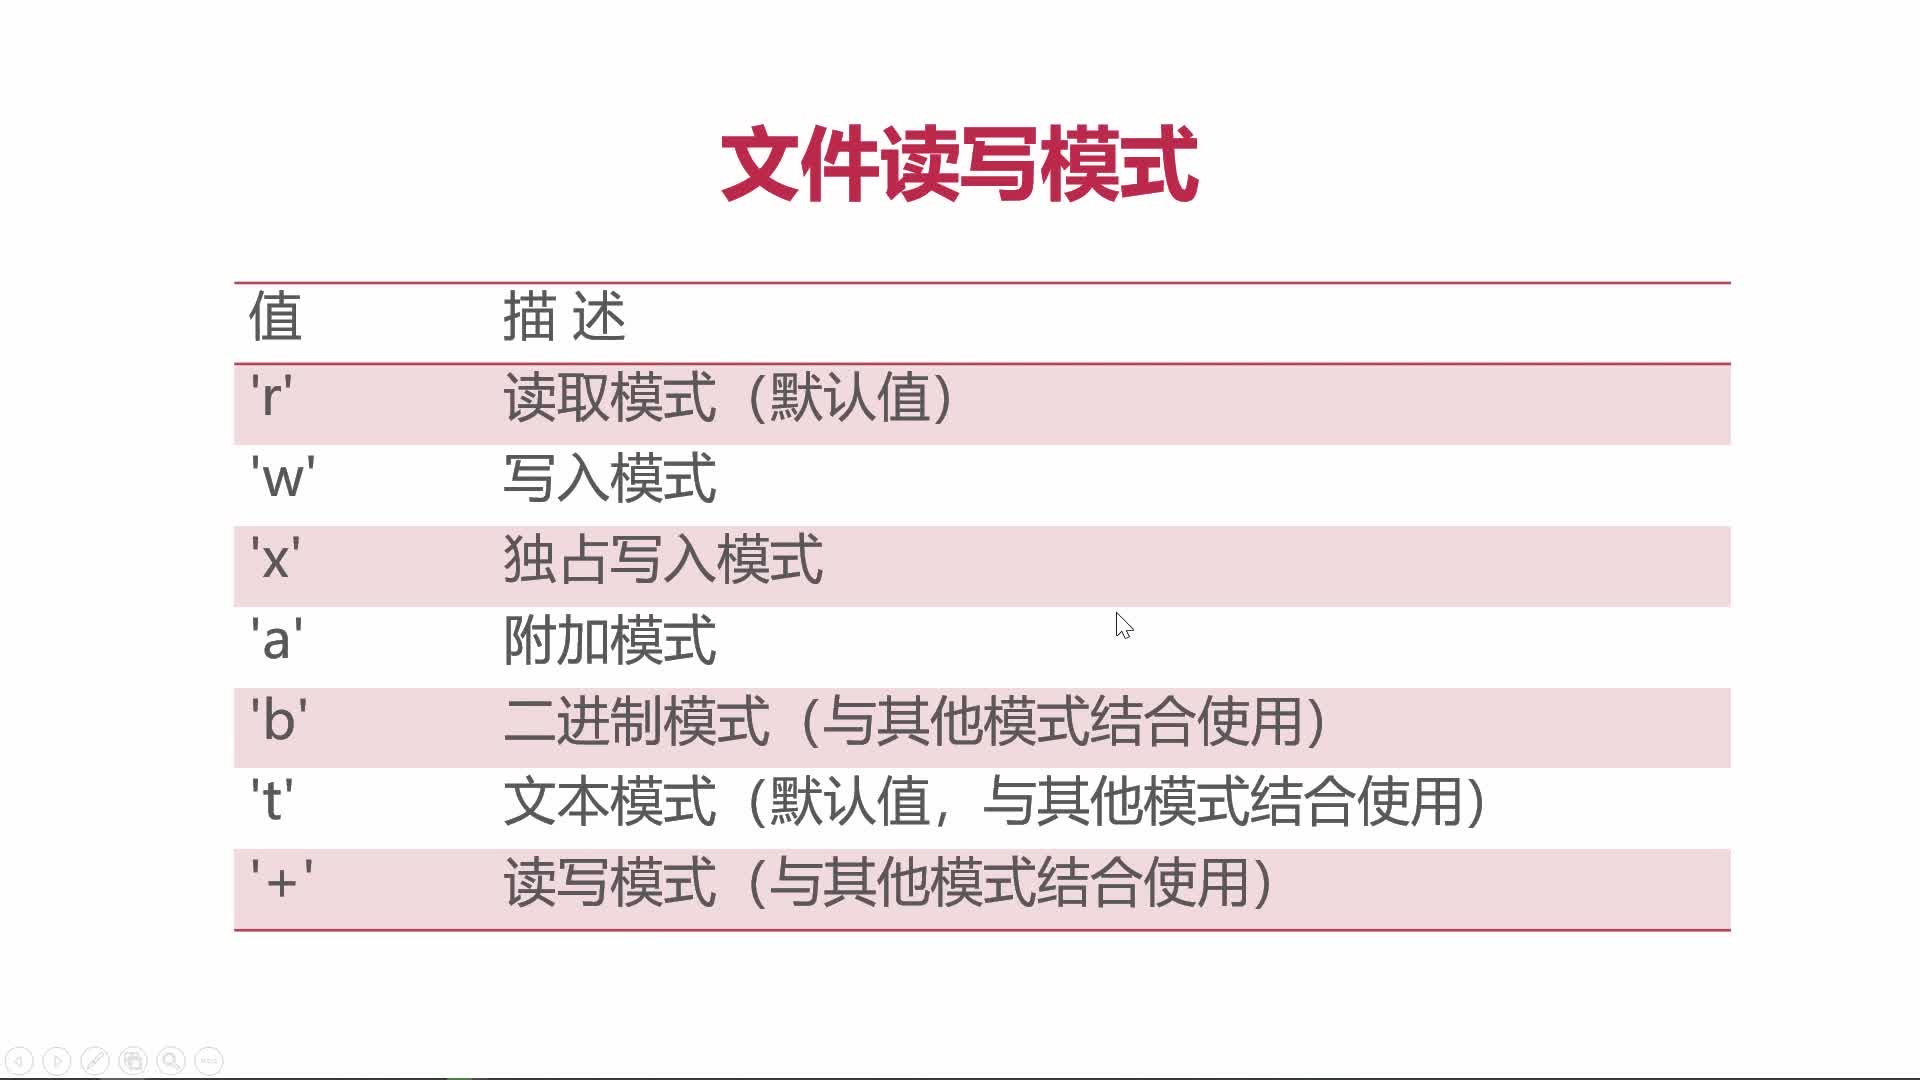 文件读写模式
值 描 述
'r' 读取模式（默认值）
'w' 写入模式
'x' 独占写入模式
'a' 附加模式
'b' 二进制模式（与其他模式结合使用）
't' 文本模式（默认值，与其他模式结合使用）
'+' 读写模式（与其他模式结合使用）